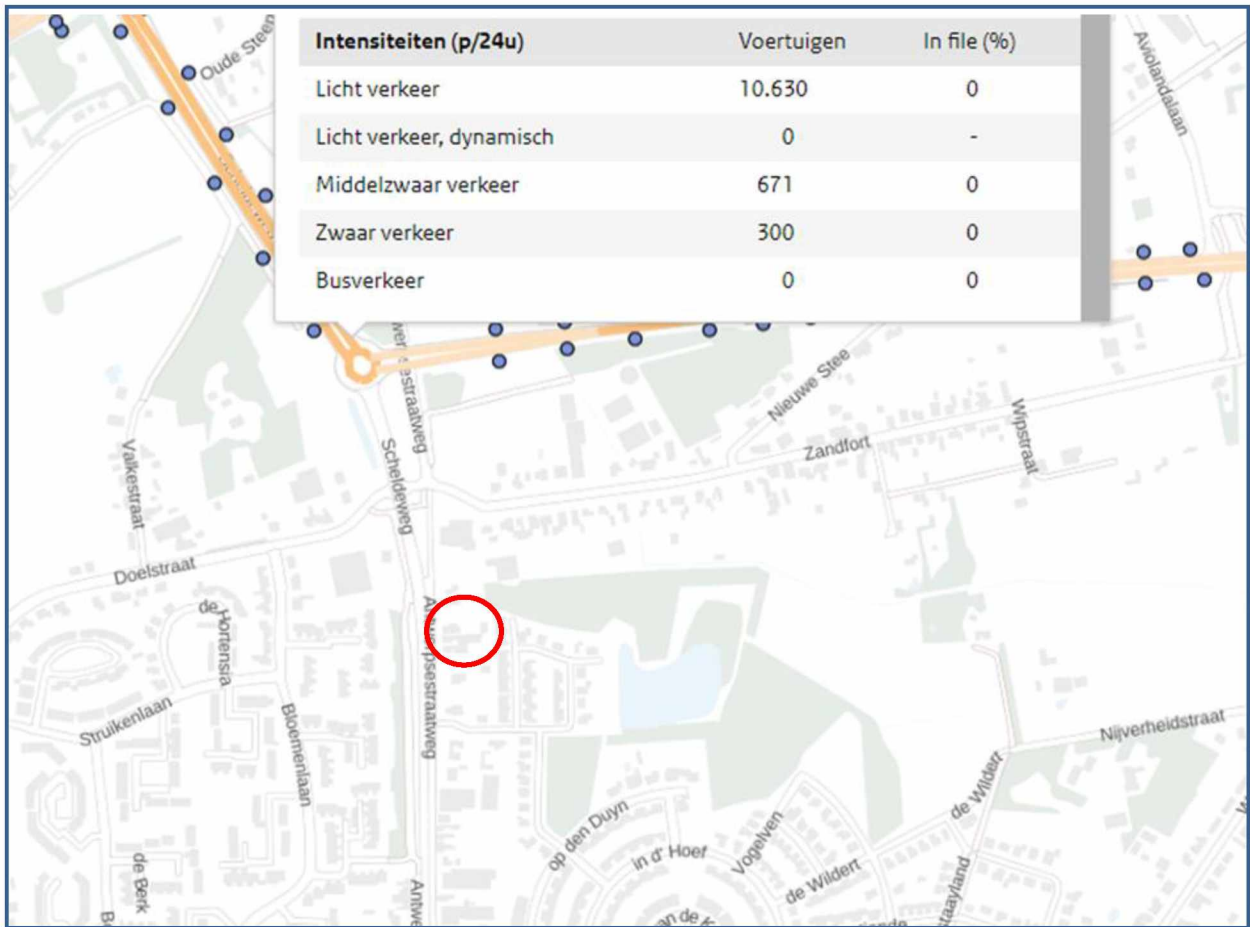 Intensiteiten (p/24u) Voertuigen In file (%)
Licht verkeer 10.630 0
Licht verkeer, dynamisch 0 -
Middelzwaar verkeer 671 0
Zwaar verkeer 300 0
Busverkeer 0 0
Oude Steen
Aviolandalaan
Nieuwe Stee
Wipstraat
Zandfort
Valkestraat
Scheldeweg
Doelstraat
de Hortensia
Antwerpsestraatweg
Struikenlaan
Bloemenlaan
Nijverheidstraat
de Wildert
op den Duyn
in d' Hoef
Vogelven
de Wildert
de Berk
Antwe